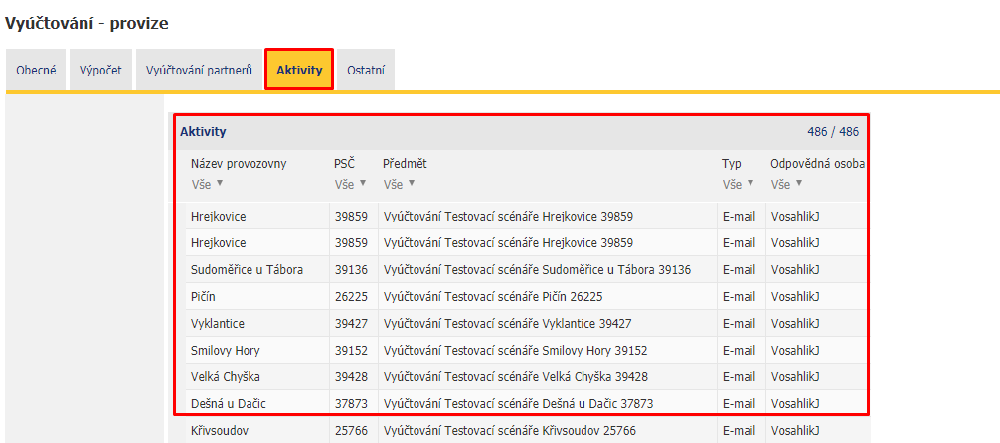 Vyúčtování - provize
Obecné Výpočet Vyúčtování partnerů Aktivity Ostatní
Aktivity 486 / 486
Název provozovny PSČ Předmět Typ Odpovědná osoba
Vše Vše Vše Vše Vše
Hrejkovice 39859 Vyúčtování Testovací scénáře Hrejkovice 39859 E-mail VosahlikJ
Hrejkovice 39859 Vyúčtování Testovací scénáře Hrejkovice 39859 E-mail VosahlikJ
Sudoměřice u Tábora 39136 Vyúčtování Testovací scénáře Sudoměřice u Tábora 39136 E-mail VosahlikJ
Pičín 26225 Vyúčtování Testovací scénáře Pičín 26225 E-mail VosahlikJ
Vyklantice 39427 Vyúčtování Testovací scénáře Vyklantice 39427 E-mail VosahlikJ
Smilovy Hory 39152 Vyúčtování Testovací scénáře Smilovy Hory 39152 E-mail VosahlikJ
Velká Chyška 39428 Vyúčtování Testovací scénáře Velká Chyška 39428 E-mail VosahlikJ
Dešná u Dačic 37873 Vyúčtování Testovací scénáře Dešná u Dačic 37873 E-mail VosahlikJ
Křivsoudov 25766 Vyúčtování Testovací scénáře Křivsoudov 25766 E-mail VosahlikJ